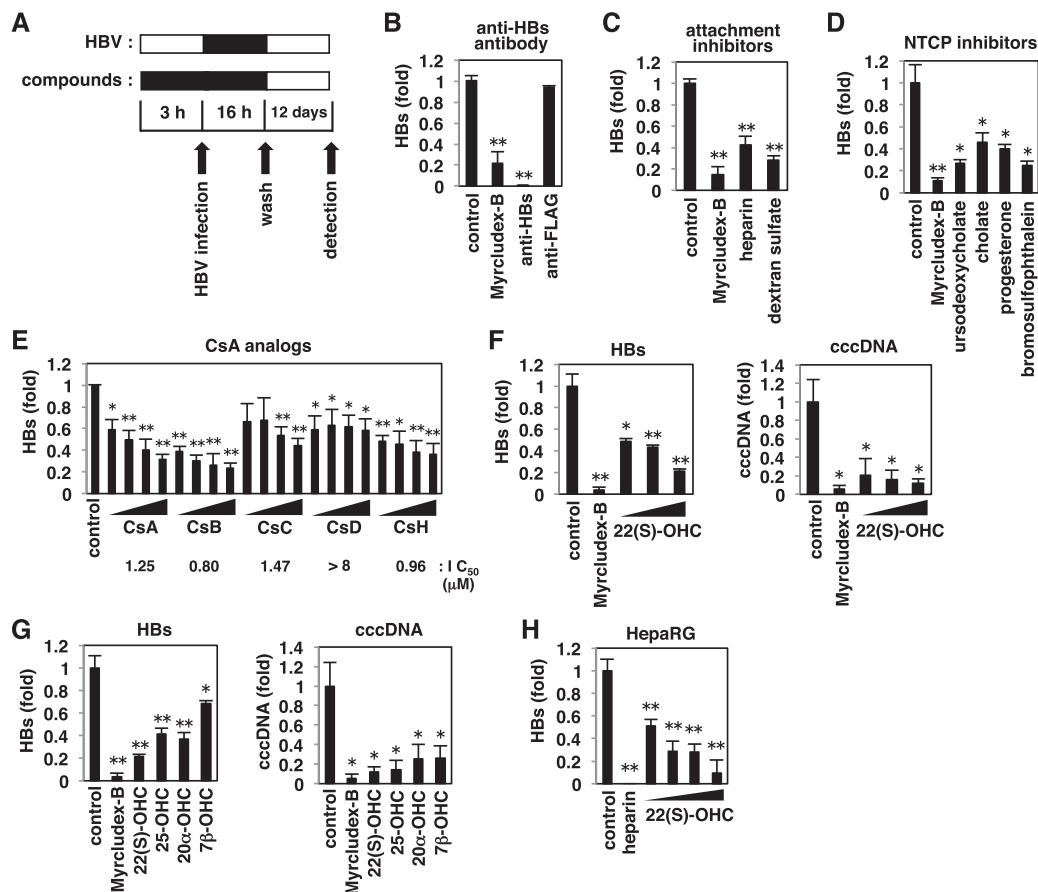 A
HBV :
compounds :
3 h 16 h 12 days
HBV infection
wash
detection
B
anti-HBs
antibody
HBs (fold)
1.2
1
0.8
0.6
0.4
0.2
0
** **
control
Myrcludex-B
anti-HBs
anti-FLAG
C
attachment
inhibitors
HBs (fold)
1.2
1
0.8
0.6
0.4
0.2
0
** ** **
control
Myrcludex-B
heparin
dextran sulfate
D
NTCP inhibitors
HBs (fold)
1.2
1
0.8
0.6
0.4
0.2
0
** * * * *
control
Myrcludex-B
ursodeoxycholate
cholate
progesterone
bromosulfophthalein
E
CsA analogs
HBs (fold)
1.2
1
0.8
0.6
0.4
0.2
0
* ** ** ** ** ** ** ** ** ** * * * * ** * ** **
control
CsA CsB CsC CsD CsH
1.25 0.80 1.47 > 8 0.96 : I C50
(μM)
F
HBs
HBs (fold)
1.2
1
0.8
0.6
0.4
0.2
0
** * ** **
control
Myrcludex-B
22(S)-OHC
cccDNA
cccDNA (fold)
1.4
1.2
1
0.8
0.6
0.4
0.2
0
* * * *
control
Myrcludex-B
22(S)-OHC
G
HBs
HBs (fold)
1.2
1
0.8
0.6
0.4
0.2
0
** ** ** ** *
control
Myrcludex-B
22(S)-OHC
25-OHC
20α-OHC
7β-OHC
cccDNA
cccDNA (fold)
1.4
1.2
1
0.8
0.6
0.4
0.2
0
* * * * *
control
Myrcludex-B
22(S)-OHC
25-OHC
20α-OHC
7β-OHC
H
HepaRG
HBs (fold)
1.2
1
0.8
0.6
0.4
0.2
0
** ** ** ** **
control
heparin
22(S)-OHC